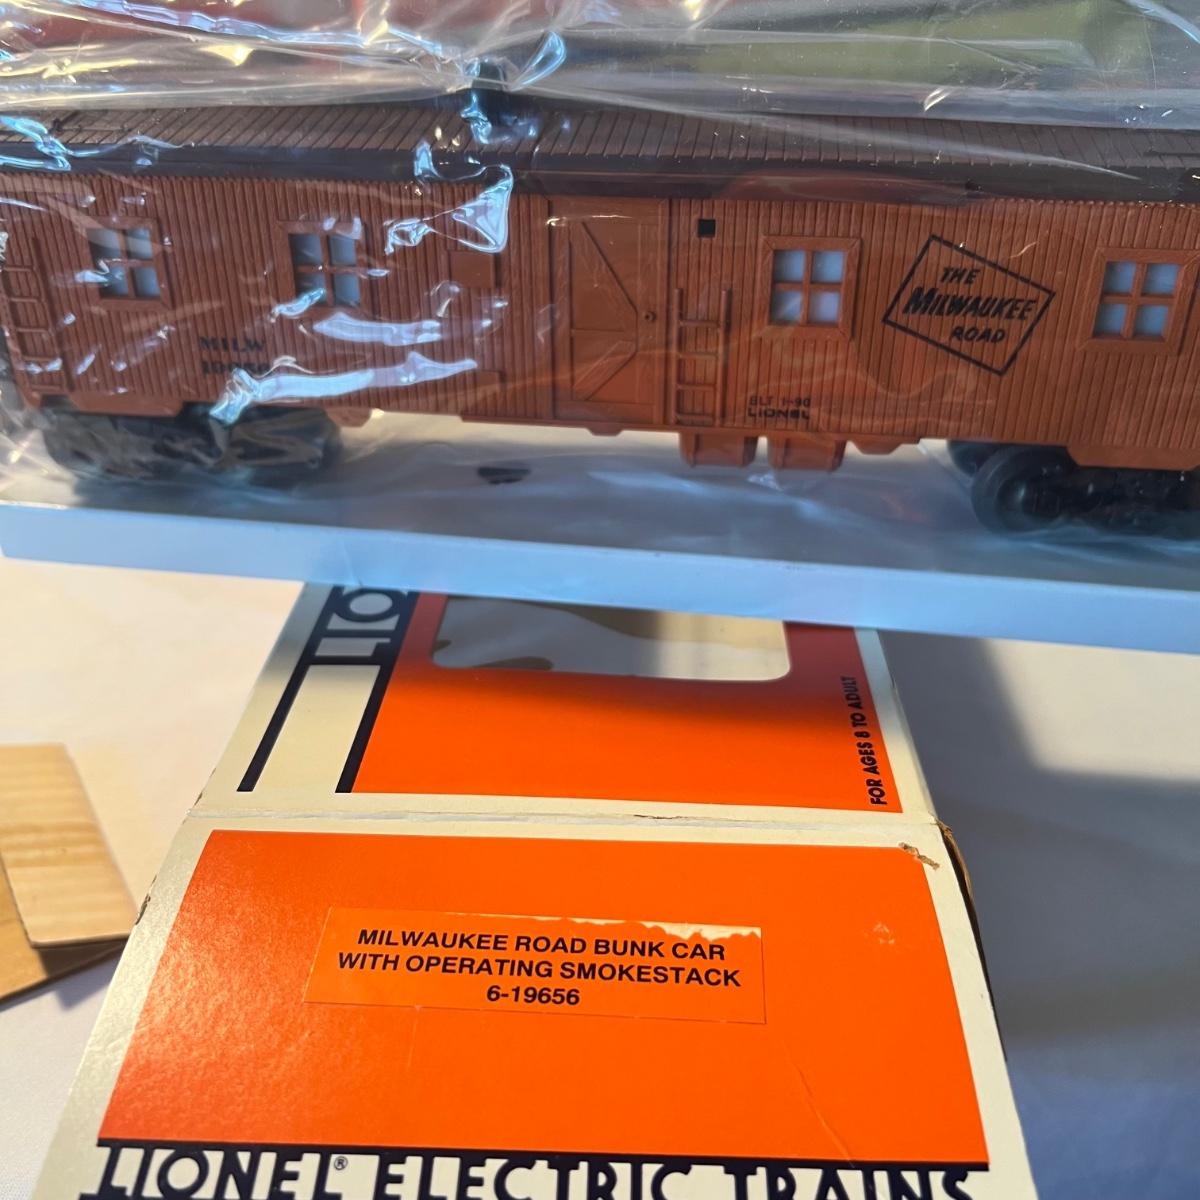 THE
MILWAUKEE
ROAD
MILW
BLT 1-90
LIONEL
LIO
FOR AGES 8 TO ADULT
MILWAUKEE ROAD BUNK CAR
WITH OPERATING SMOKESTACK
6-19656
LIONEL® ELECTRIC TRAINS